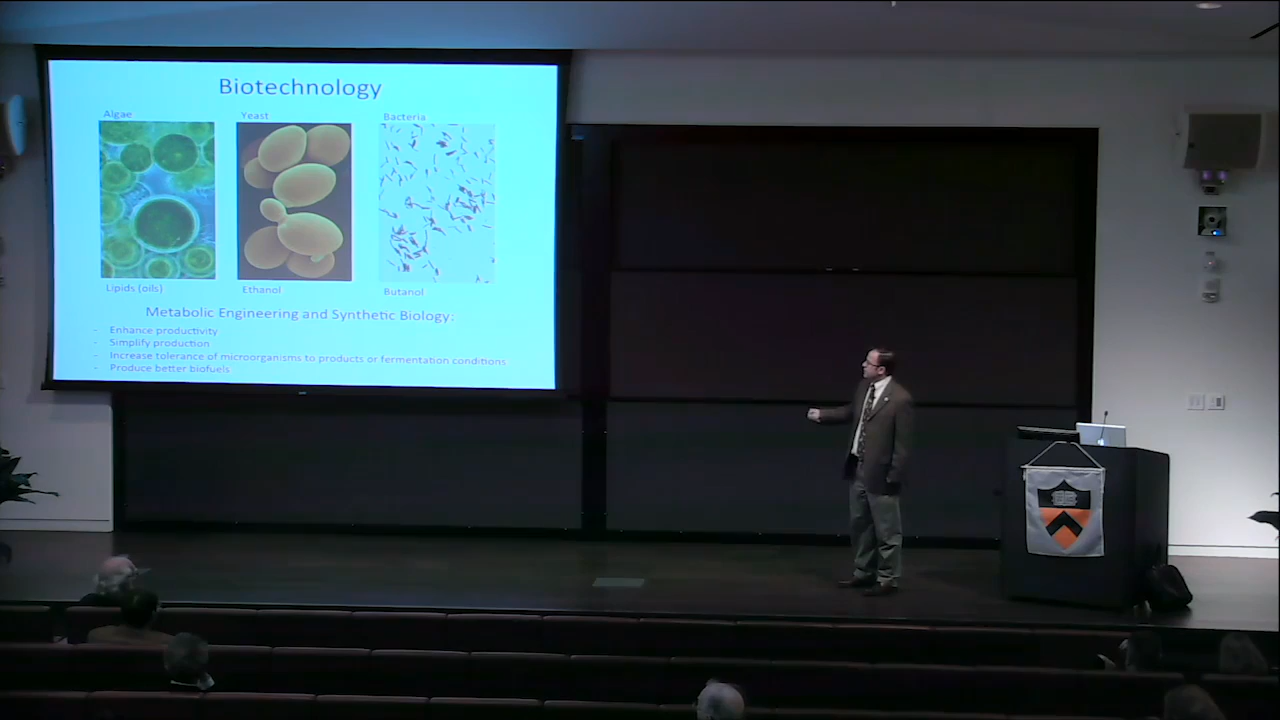 Biotechnology
Algae Yeast Bacteria
Lipids (oils) Ethanol Butanol
Metabolic Engineering and Synthetic Biology:
- Enhance productivity
- Simplify production
- Increase tolerance of microorganisms to products or fermentation conditions
- Produce better biofuels